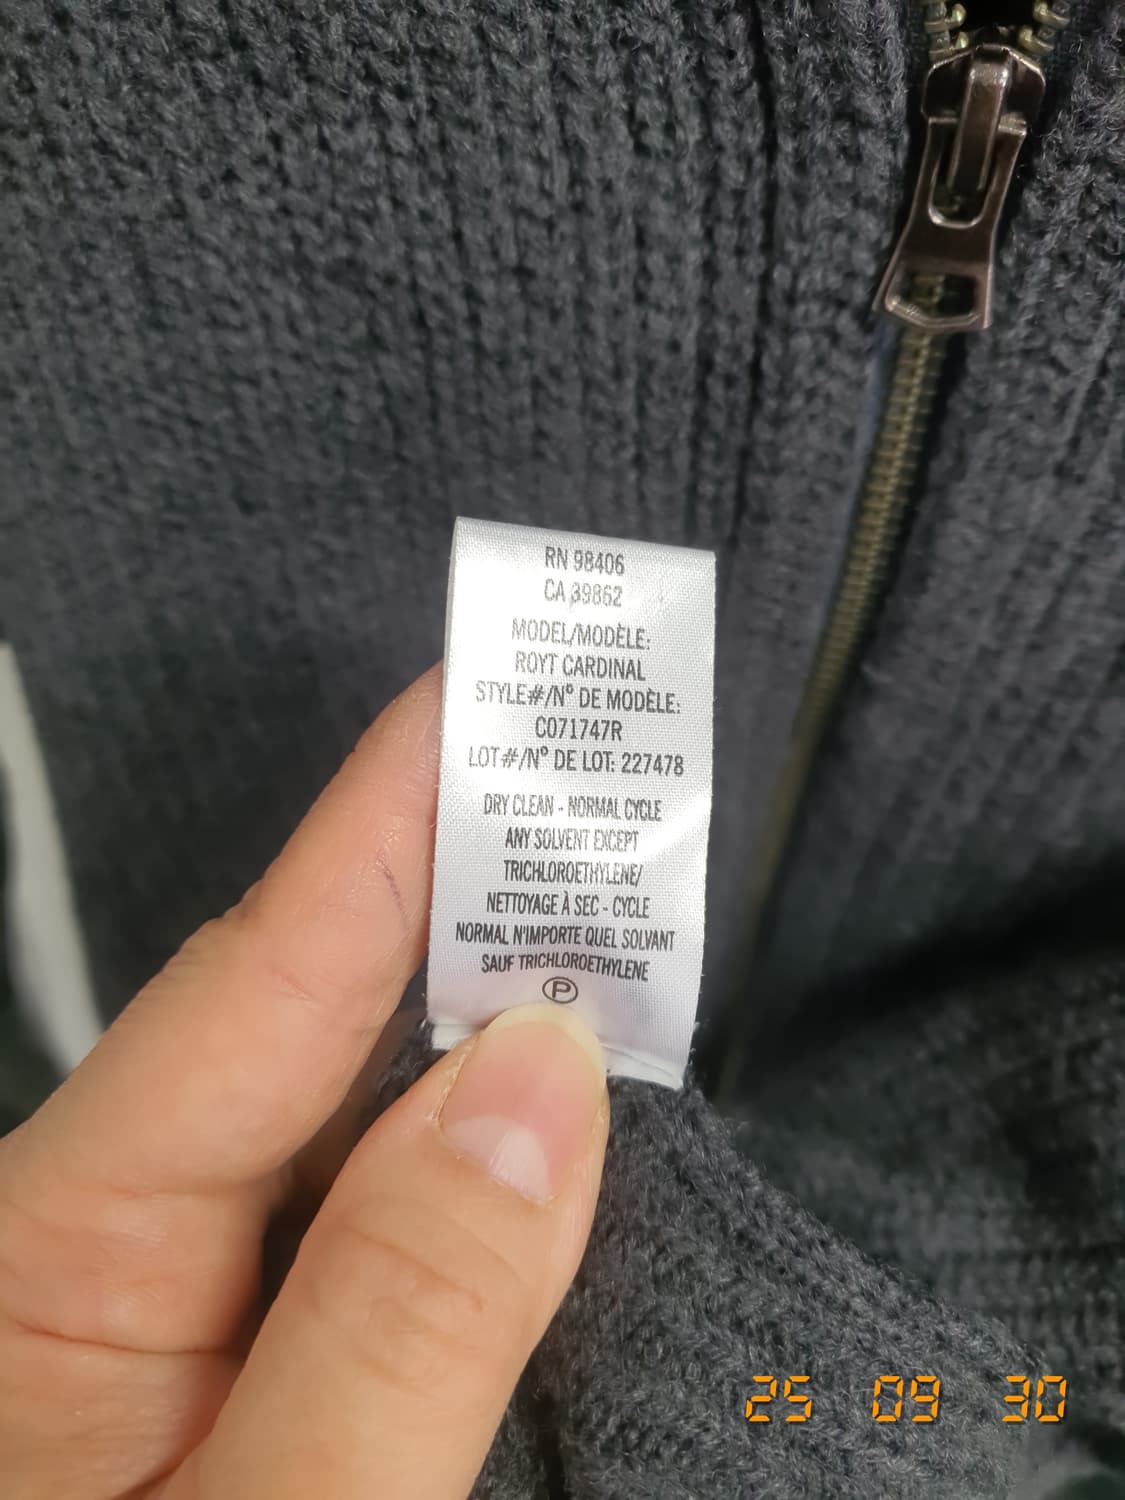 RN 98406
CA 39862
MODEL/MODÈLE:
ROYT CARDINAL
STYLE#/N° DE MODÈLE:
C071747R
LOT#/N° DE LOT: 227478
DRY CLEAN - NORMAL CYCLE
ANY SOLVENT EXCEPT
TRICHLOROETHYLENE/
NETTOYAGE À SEC - CYCLE
NORMAL N'IMPORTE QUEL SOLVANT
SAUF TRICHLOROETHYLENE
P
25 09 30